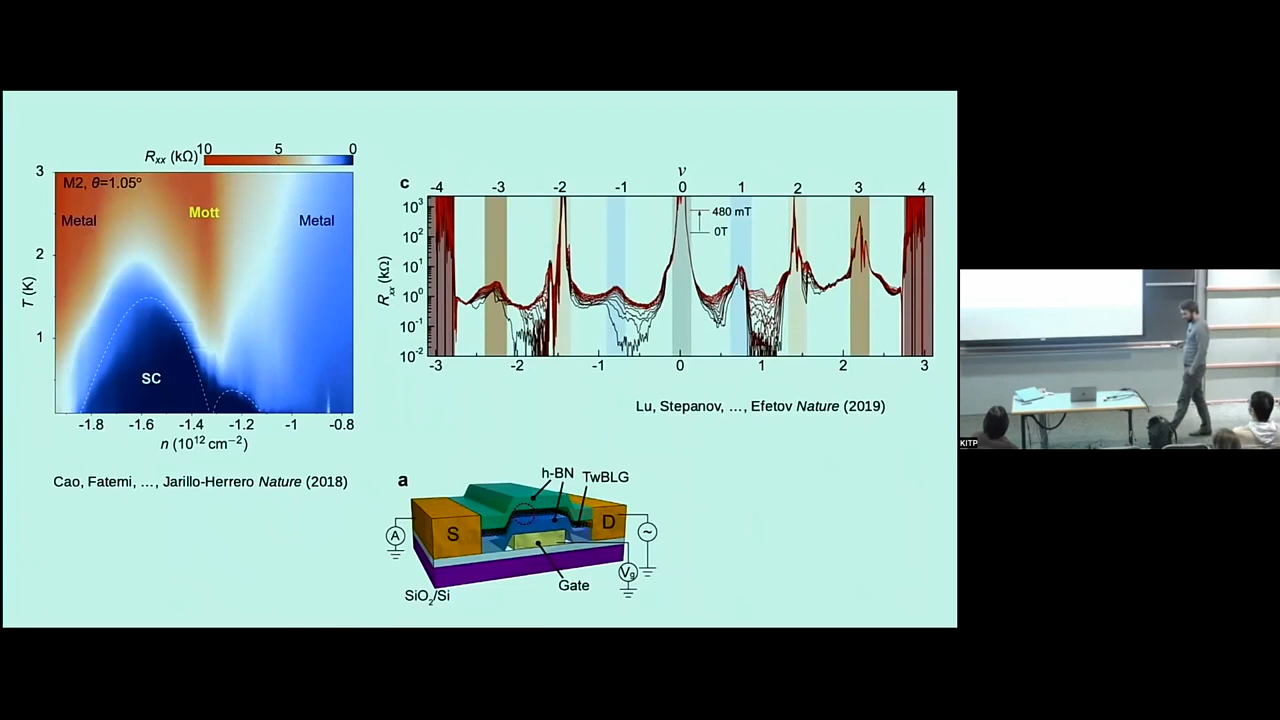 R_xx (kΩ) 10 5 0
M2, θ=1.05°
Metal
Mott
Metal
SC
3
2
1
T (K)
-1.8 -1.6 -1.4 -1.2 -1 -0.8
n (10¹² cm⁻²)
Cao, Fatemi, ..., Jarillo-Herrero Nature (2018)
c
ν
-4 -3 -2 -1 0 1 2 3 4
10³
10²
10¹
10⁰
10⁻¹
10⁻²
R_xx (kΩ)
480 mT
0T
-3 -2 -1 0 1 2 3
Lu, Stepanov, ..., Efetov Nature (2019)
a
h-BN
TwBLG
A
S
D
~
Gate
V_g
SiO₂/Si
KITP